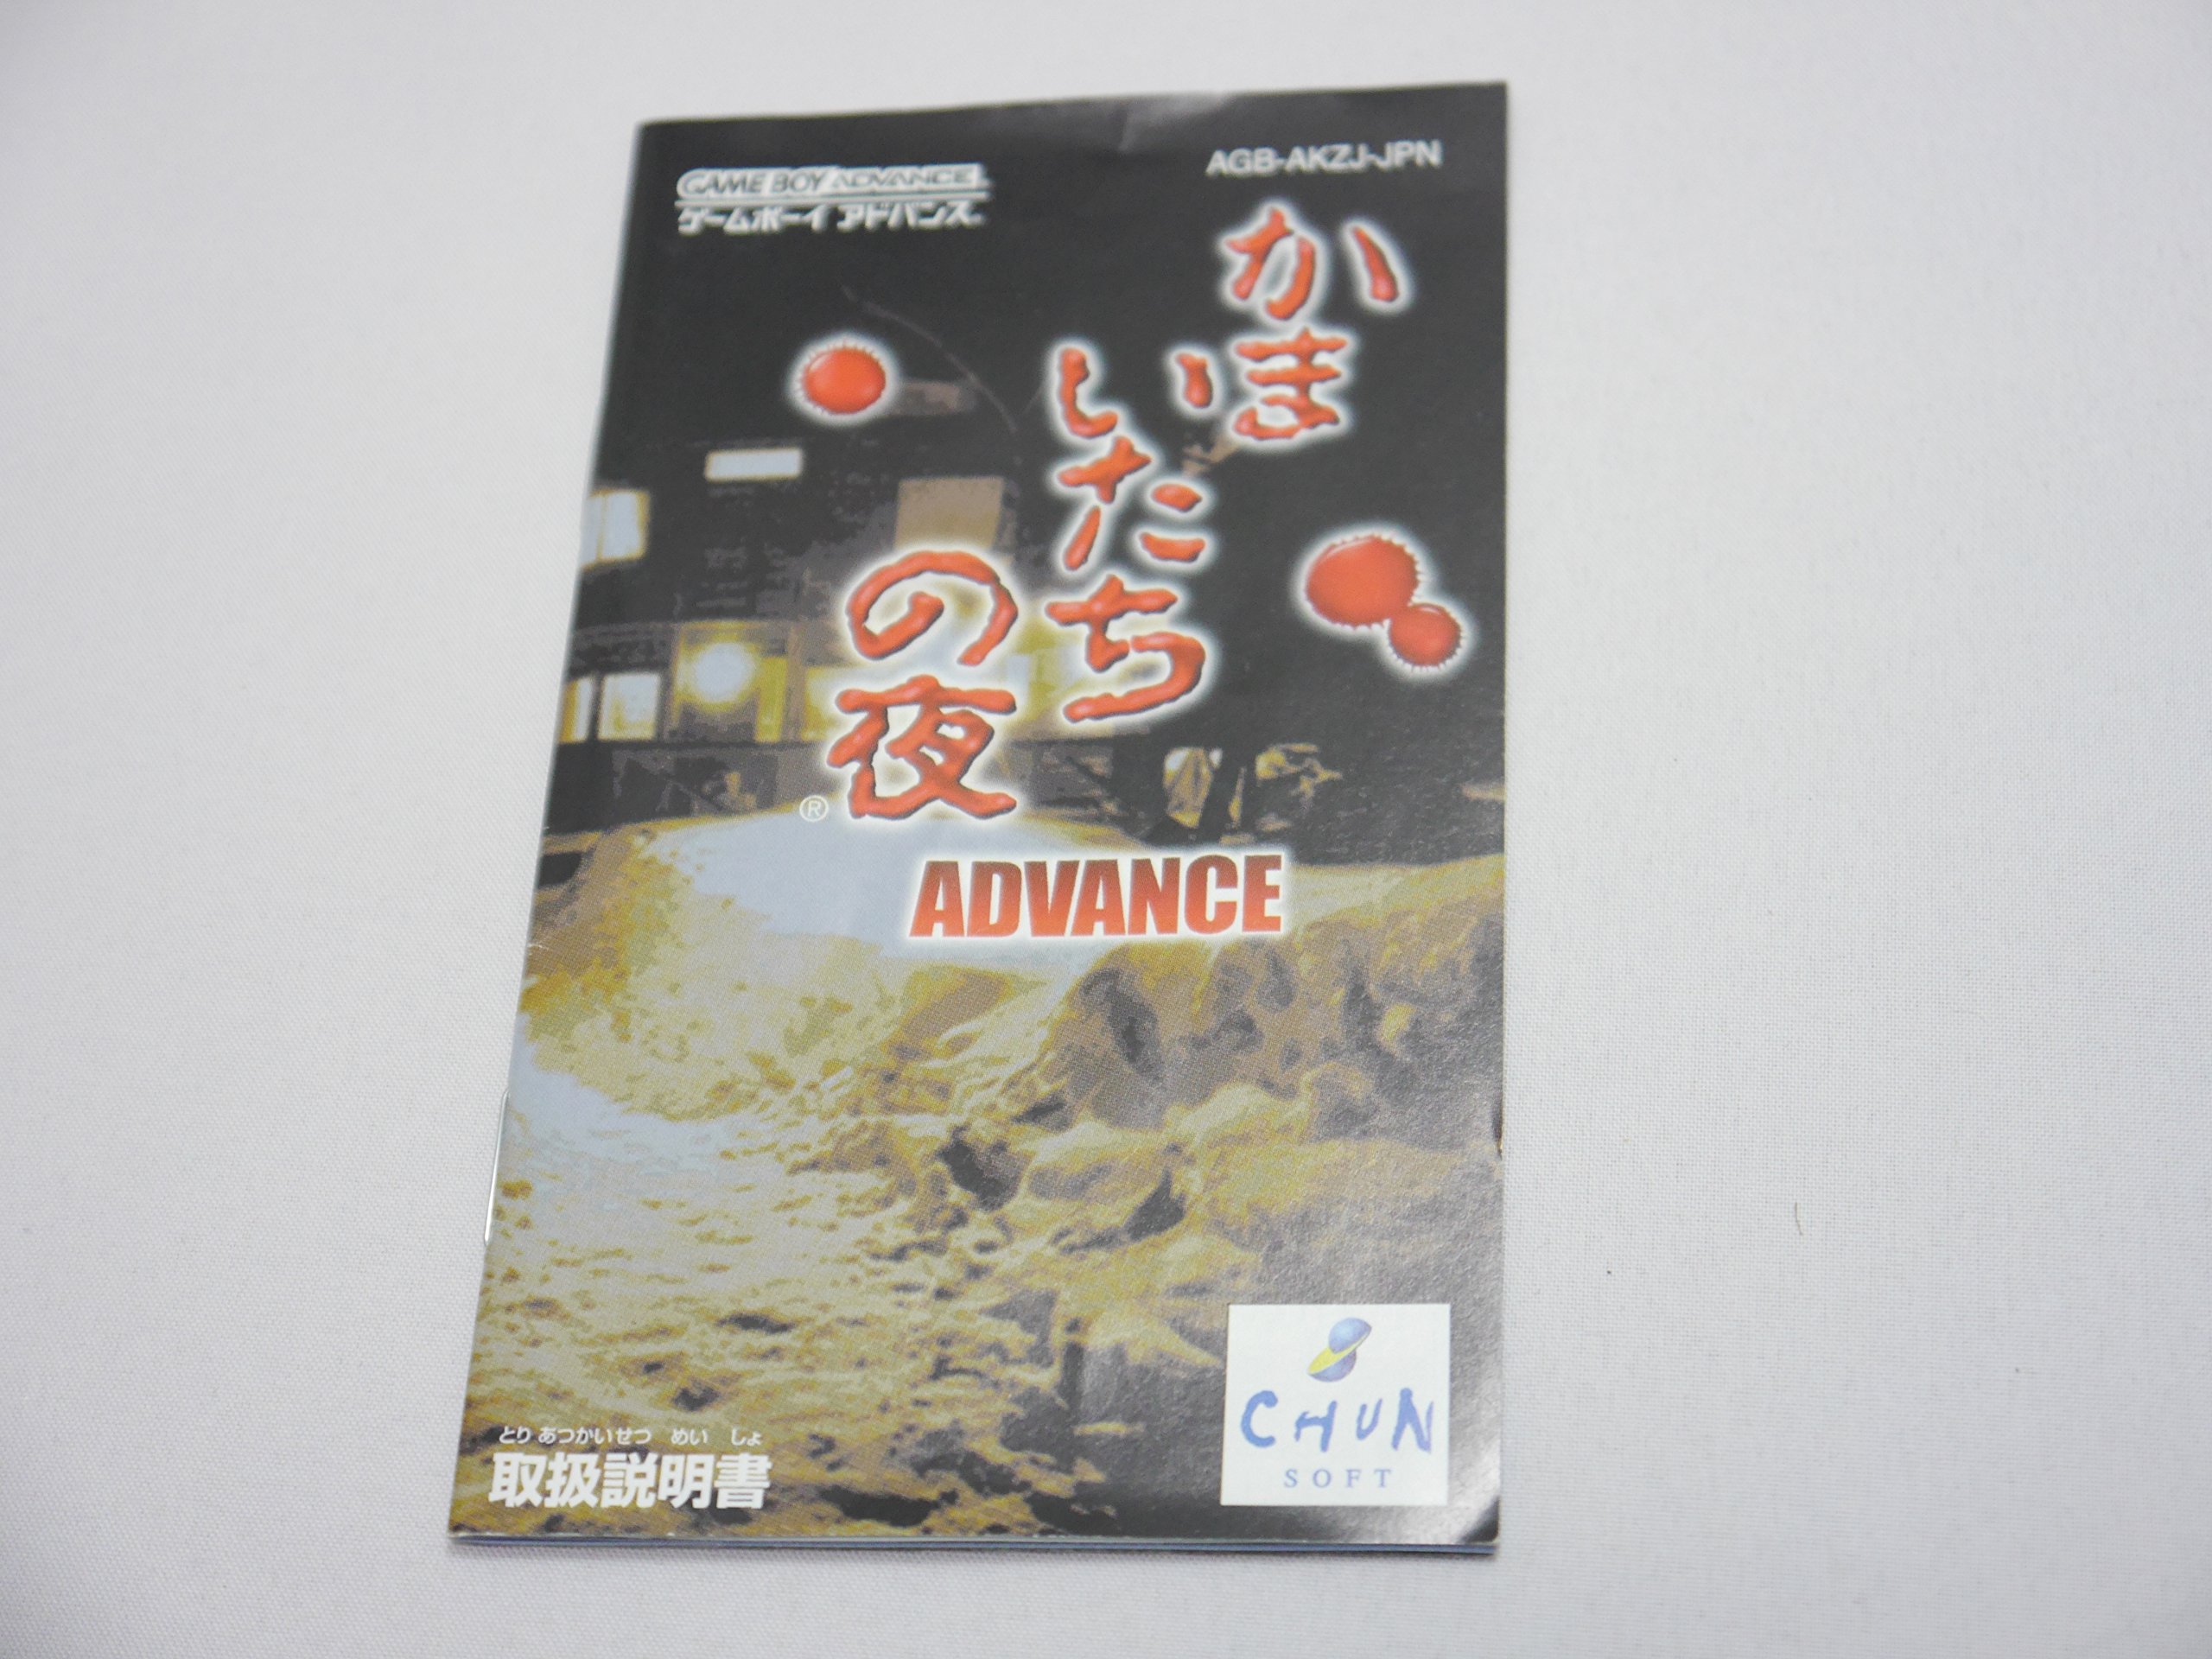 GAME BOY ADVANCE
ゲームボーイ アドバンス
AGB-AKZJ-JPN
かま
いたち
の夜
®
ADVANCE
とり あつかい せつ めい しょ
取扱説明書
CHUN
SOFT